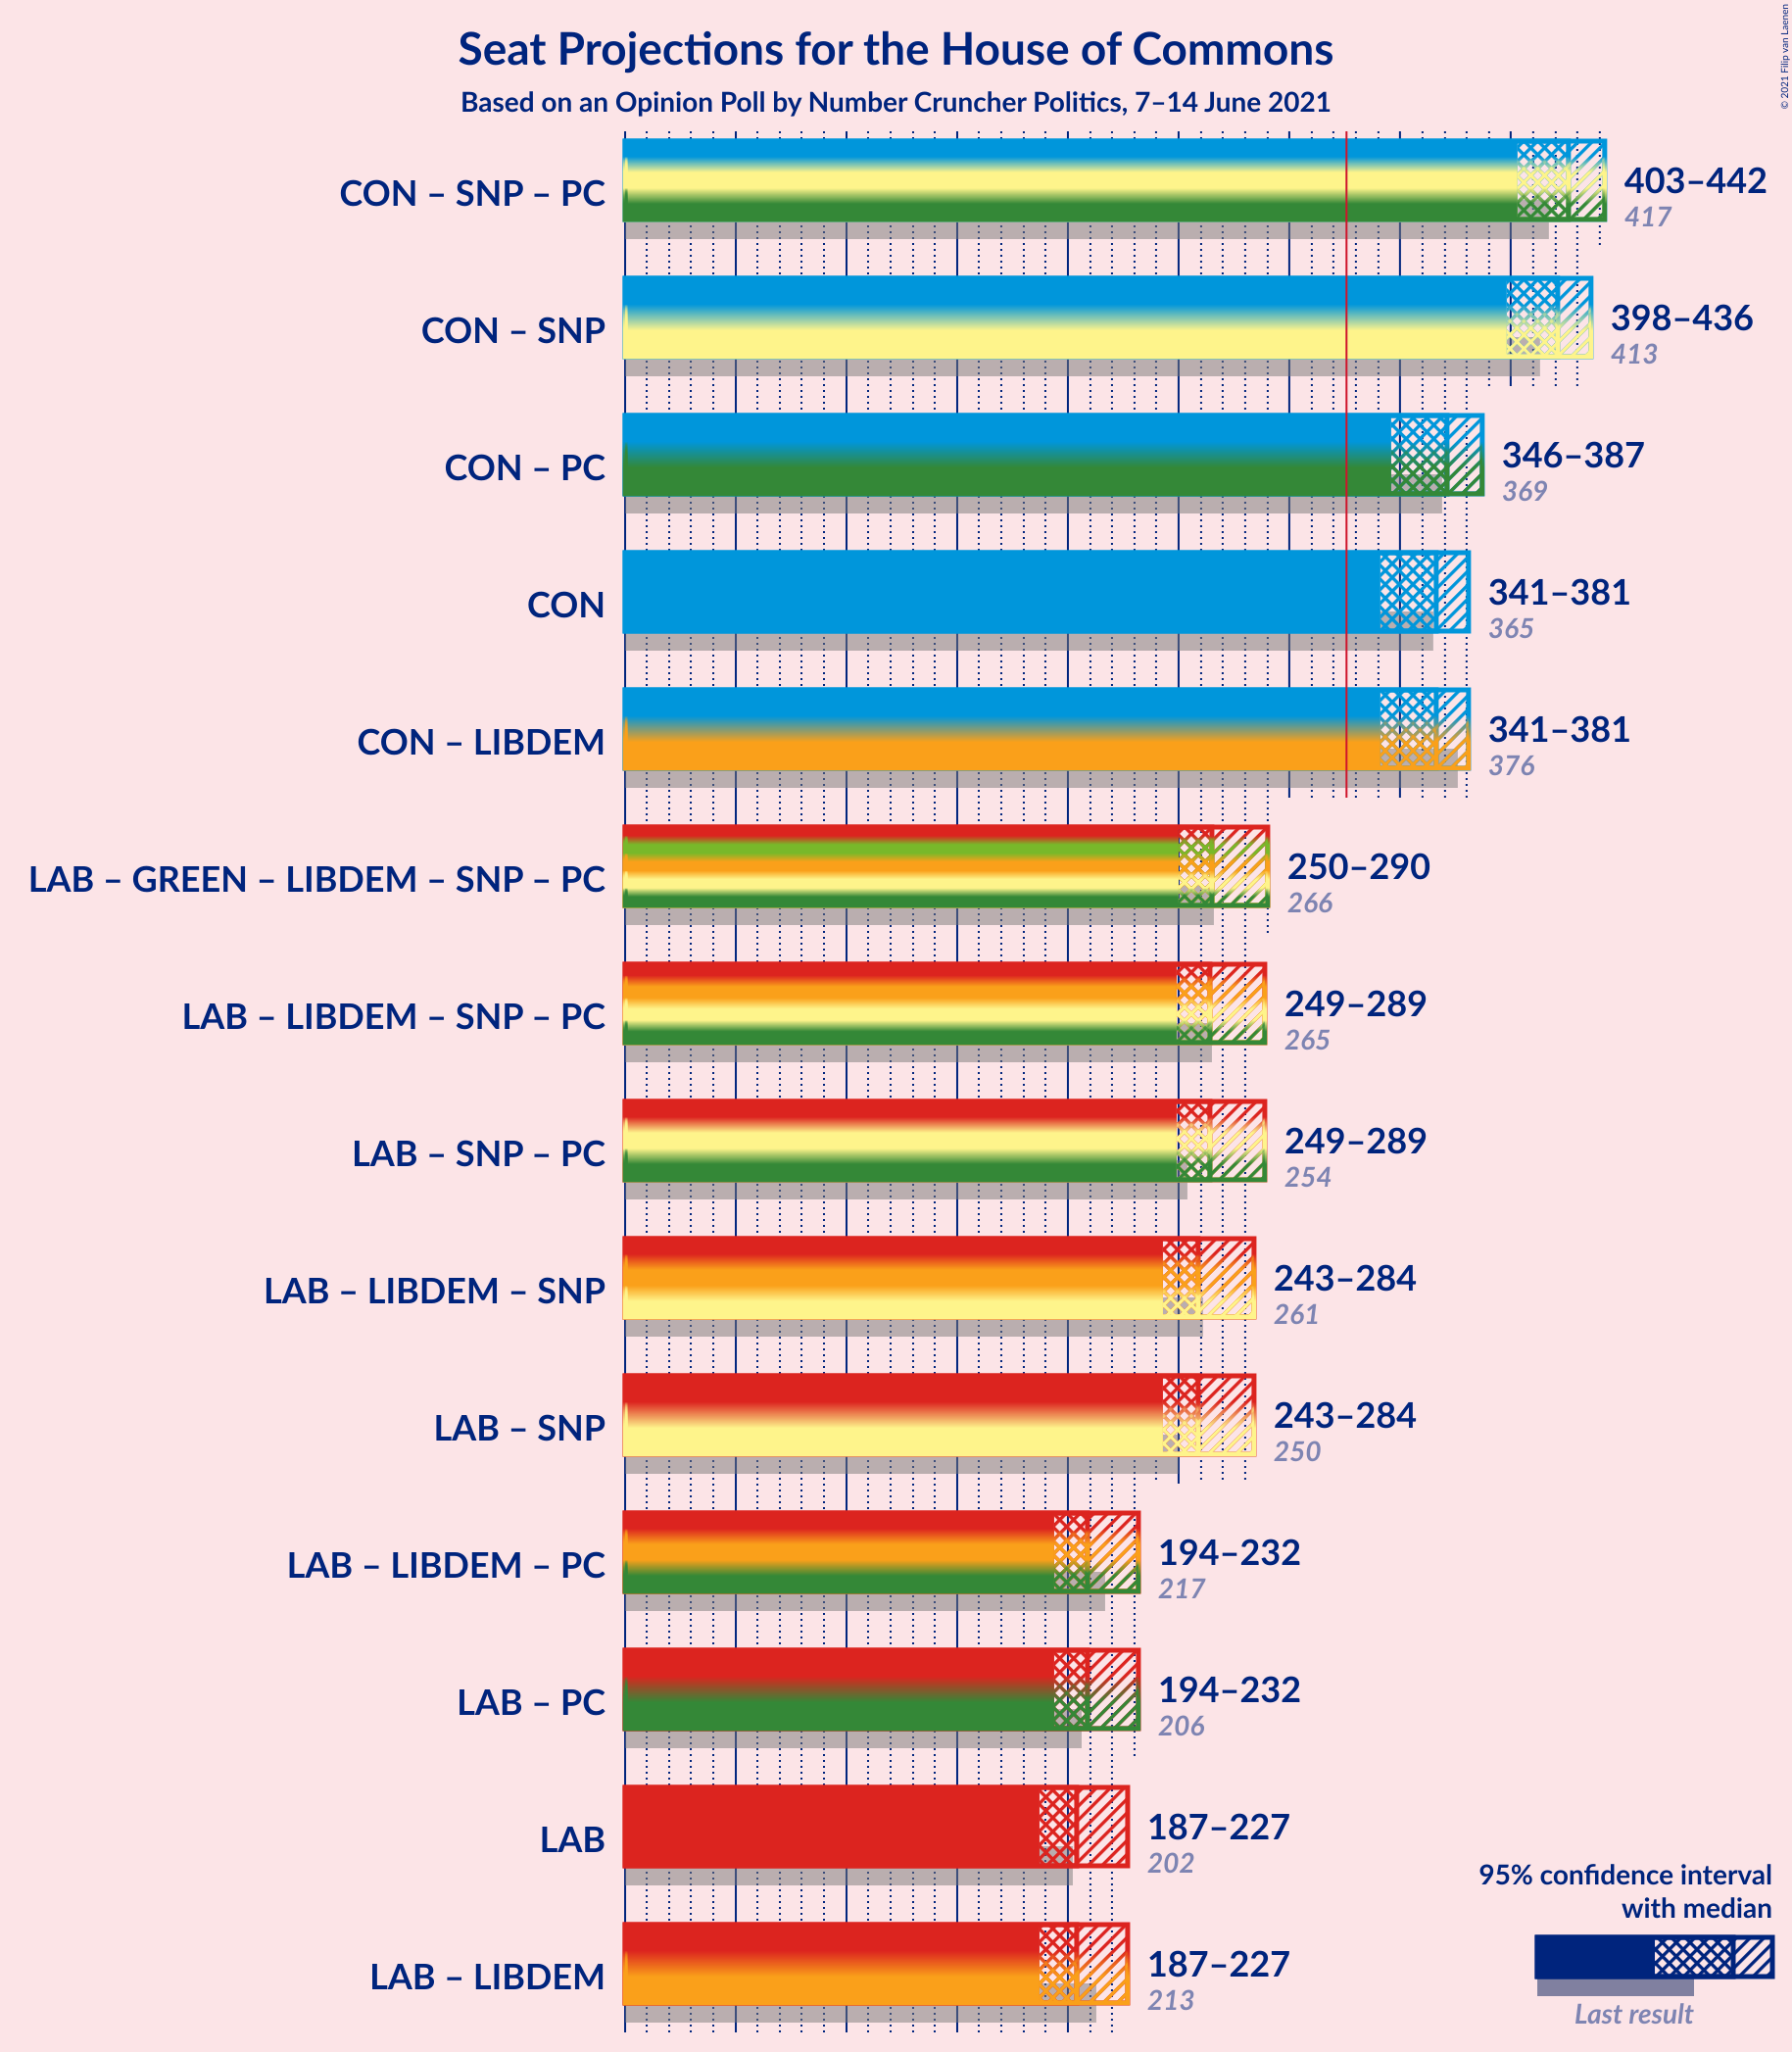 Seat Projections for the House of Commons
Based on an Opinion Poll by Number Cruncher Politics, 7–14 June 2021
© 2021 Filip van Laenen
CON – SNP – PC
403–442
417
CON – SNP
398–436
413
CON – PC
346–387
369
CON
341–381
365
CON – LIBDEM
341–381
376
LAB – GREEN – LIBDEM – SNP – PC
250–290
266
LAB – LIBDEM – SNP – PC
249–289
265
LAB – SNP – PC
249–289
254
LAB – LIBDEM – SNP
243–284
261
LAB – SNP
243–284
250
LAB – LIBDEM – PC
194–232
217
LAB – PC
194–232
206
LAB
187–227
202
LAB – LIBDEM
187–227
213
95% confidence interval
with median
Last result